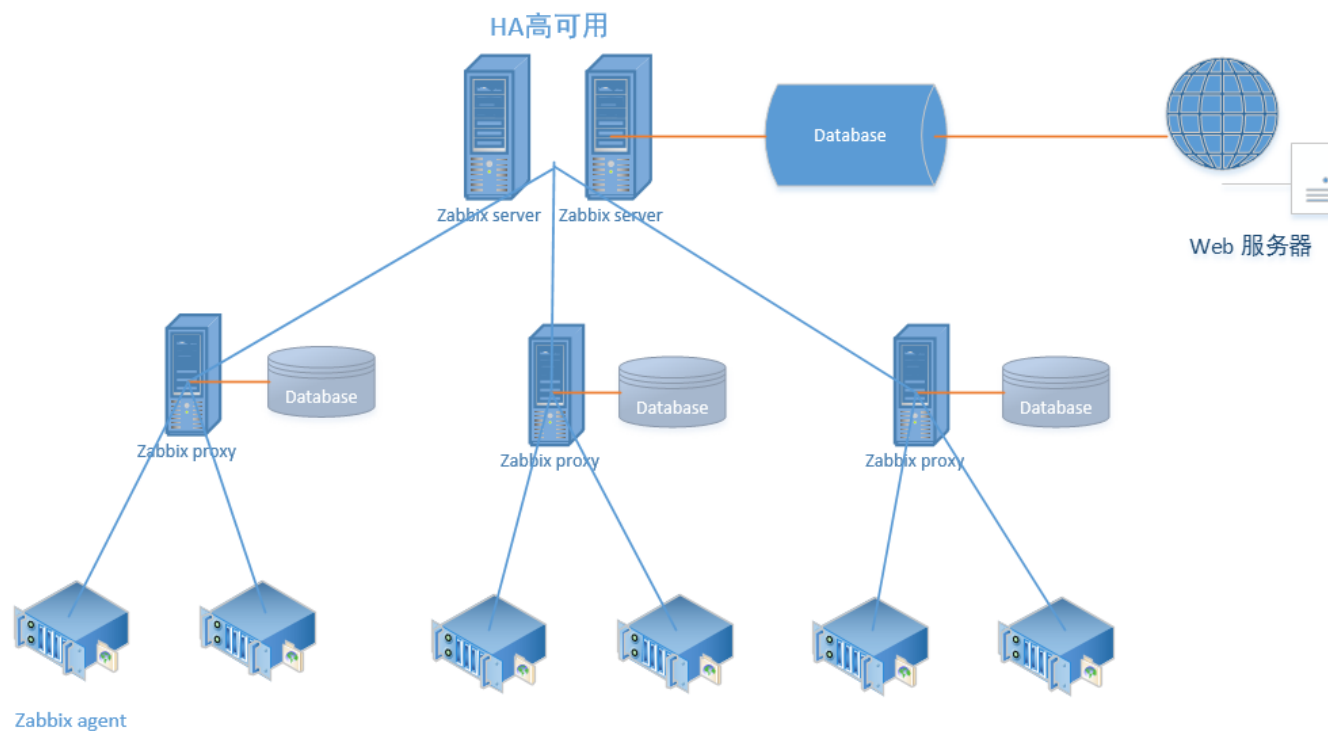 HA高可用
Database
Zabbix server
Zabbix server
Web 服务器
Database
Zabbix proxy
Database
Zabbix proxy
Database
Zabbix proxy
Zabbix agent